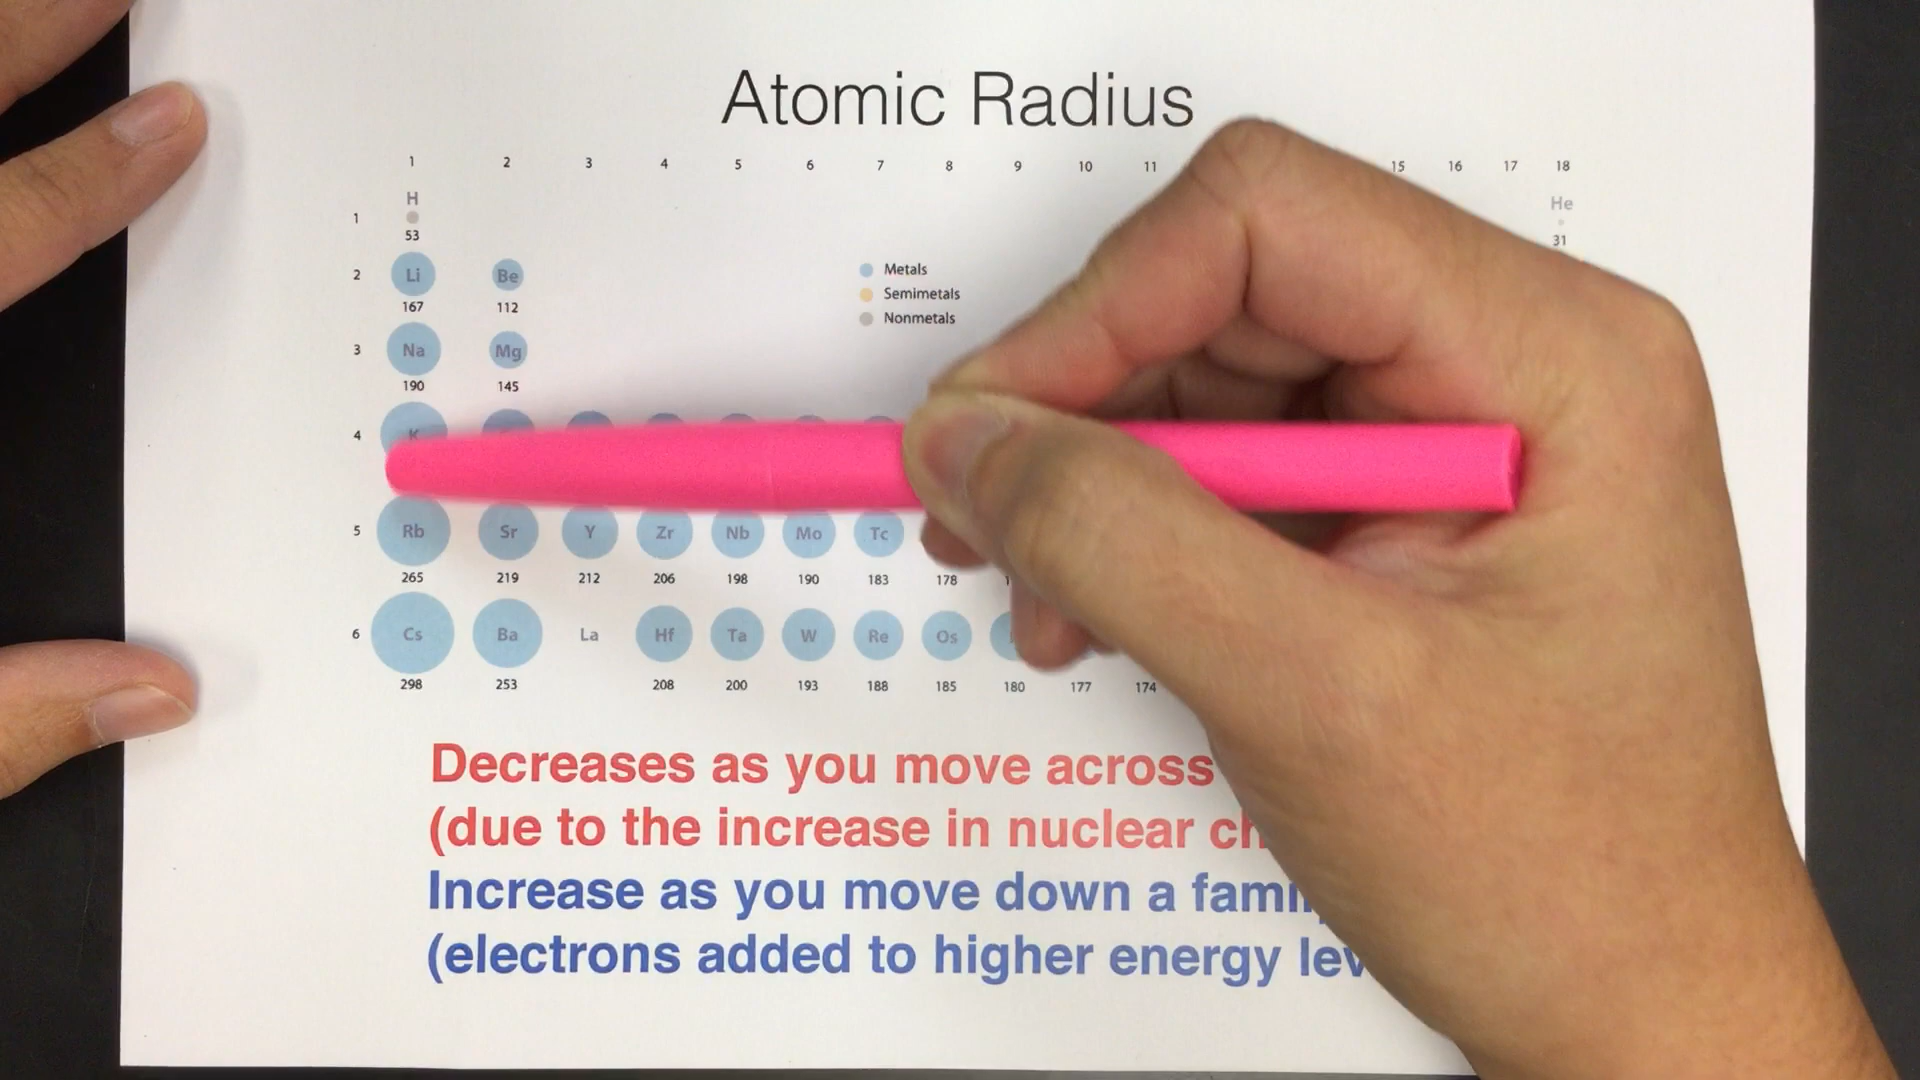 Atomic Radius
1 2 3 4 5 6 7 8 9 10 11 15 16 17 18
H He
1
53 31
Li Be
2
167 112
Metals
Semimetals
Nonmetals
Na Mg
3
190 145
4 K
5 Rb Sr Y Zr Nb Mo Tc
265 219 212 206 198 190 183 178
6 Cs Ba La Hf Ta W Re Os
298 253 208 200 193 188 185 180 177 174
Decreases as you move across
(due to the increase in nuclear
Increase as you move down a
(electrons added to higher energy